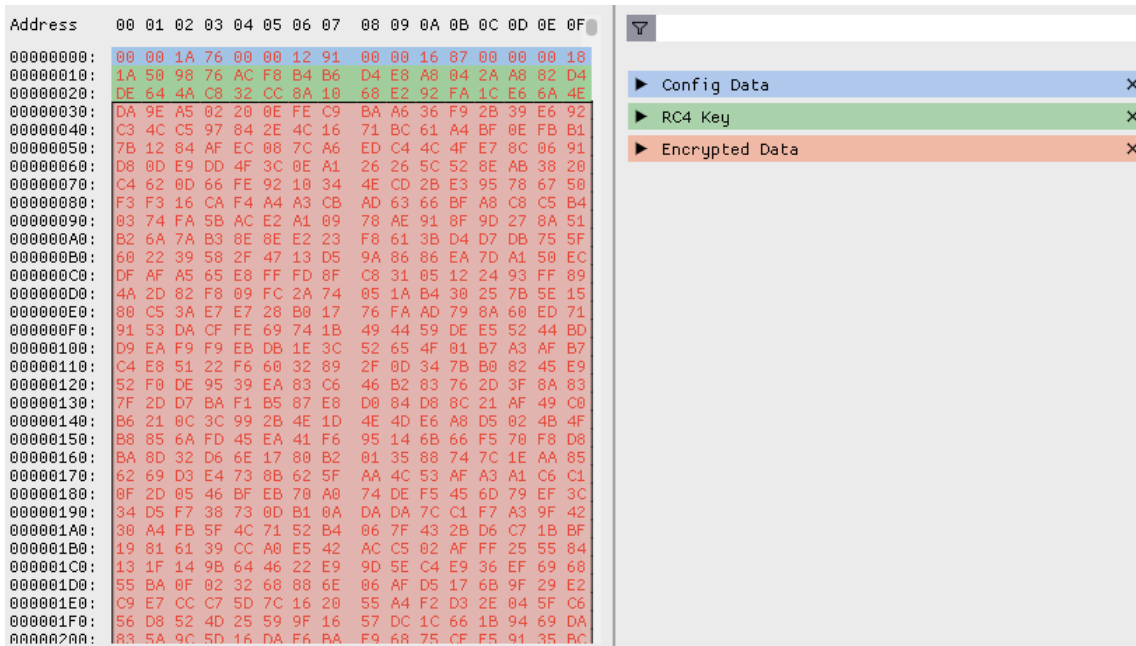 Address 00 01 02 03 04 05 06 07 08 09 0A 0B 0C 0D 0E 0F
00000000: 00 00 1A 76 00 00 12 91 00 00 16 87 00 00 00 18
00000010: 1A 50 98 76 AC F8 B4 B6 D4 E8 A8 04 2A A8 82 D4
00000020: DE 64 4A C8 32 CC 8A 10 68 E2 92 FA 1C E6 6A 4E
00000030: DA 9E A5 02 20 0E FE C9 BA A6 36 F9 2B 39 E6 92
00000040: C3 4C C5 97 84 2E 4C 16 71 BC 61 A4 BF 0E FB B1
00000050: 7B 12 84 AF EC 08 7C A6 ED C4 4C 4F E7 8C 06 91
00000060: D8 0D E9 DD 4F 3C 0E A1 26 26 5C 52 8E AB 38 20
00000070: C4 62 0D 66 FE 92 10 34 4E CD 2B E3 95 78 67 50
00000080: F3 F3 16 CA F4 A4 A3 CB AD 63 66 BF A8 C8 C5 B4
00000090: 03 74 FA 5B AC E2 A1 09 78 AE 91 8F 9D 27 8A 51
000000A0: B2 6A 7A B3 8E 8E E2 23 F8 61 3B D4 D7 DB 75 5F
000000B0: 60 22 39 58 2F 47 13 D5 9A 86 86 EA 7D A1 50 EC
000000C0: DF AF A5 65 E8 FF FD 8F C8 31 05 12 24 93 FF 89
000000D0: 4A 2D 82 F8 09 FC 2A 74 05 1A B4 30 25 7B 5E 15
000000E0: 80 C5 3A E7 E7 28 B0 17 76 FA AD 79 8A 60 ED 71
000000F0: 91 53 DA CF FE 69 74 1B 49 44 59 DE E5 52 44 BD
00000100: D9 EA F9 F9 EB DB 1E 3C 52 65 4F 01 B7 A3 AF B7
00000110: C4 E8 51 22 F6 60 32 89 2F 0D 34 7B B0 82 45 E9
00000120: 52 F0 DE 95 39 EA 83 C6 46 B2 83 76 2D 3F 8A 83
00000130: 7F 2D D7 BA F1 B5 87 E8 D0 84 D8 8C 21 AF 49 C0
00000140: B6 21 0C 3C 99 2B 4E 1D 4E 4D E6 A8 D5 02 4B 4F
00000150: B8 85 6A FD 45 EA 41 F6 95 14 6B 66 F5 70 F8 D8
00000160: BA 8D 32 D6 6E 17 80 B2 01 35 88 74 7C 1E AA 85
00000170: 62 69 D3 E4 73 8B 62 5F AA 4C 53 AF A3 A1 C6 C1
00000180: 0F 2D 05 46 BF EB 70 A0 74 DE F5 45 6D 79 EF 3C
00000190: 34 D5 F7 38 73 0D B1 0A DA DA 7C C1 F7 A3 9F 42
000001A0: 30 A4 FB 5F 4C 71 52 B4 06 7F 43 2B D6 C7 1B BF
000001B0: 19 81 61 39 CC A0 E5 42 AC C5 02 AF FF 25 55 84
000001C0: 13 1F 14 9B 64 46 22 E9 9D 5E C4 E9 36 EF 69 68
000001D0: 55 BA 0F 02 32 68 88 6E 06 AF D5 17 6B 9F 29 E2
000001E0: C9 E7 CC C7 5D 7C 16 20 55 A4 F2 D3 2E 04 5F C6
000001F0: 56 D8 52 4D 25 59 9F 16 57 DC 1C 66 1B 94 69 DA
00000200: 83 5A 9C 5D 16 DA F6 BA F9 68 75 CF F5 91 35 BC
Config Data
RC4 Key
Encrypted Data